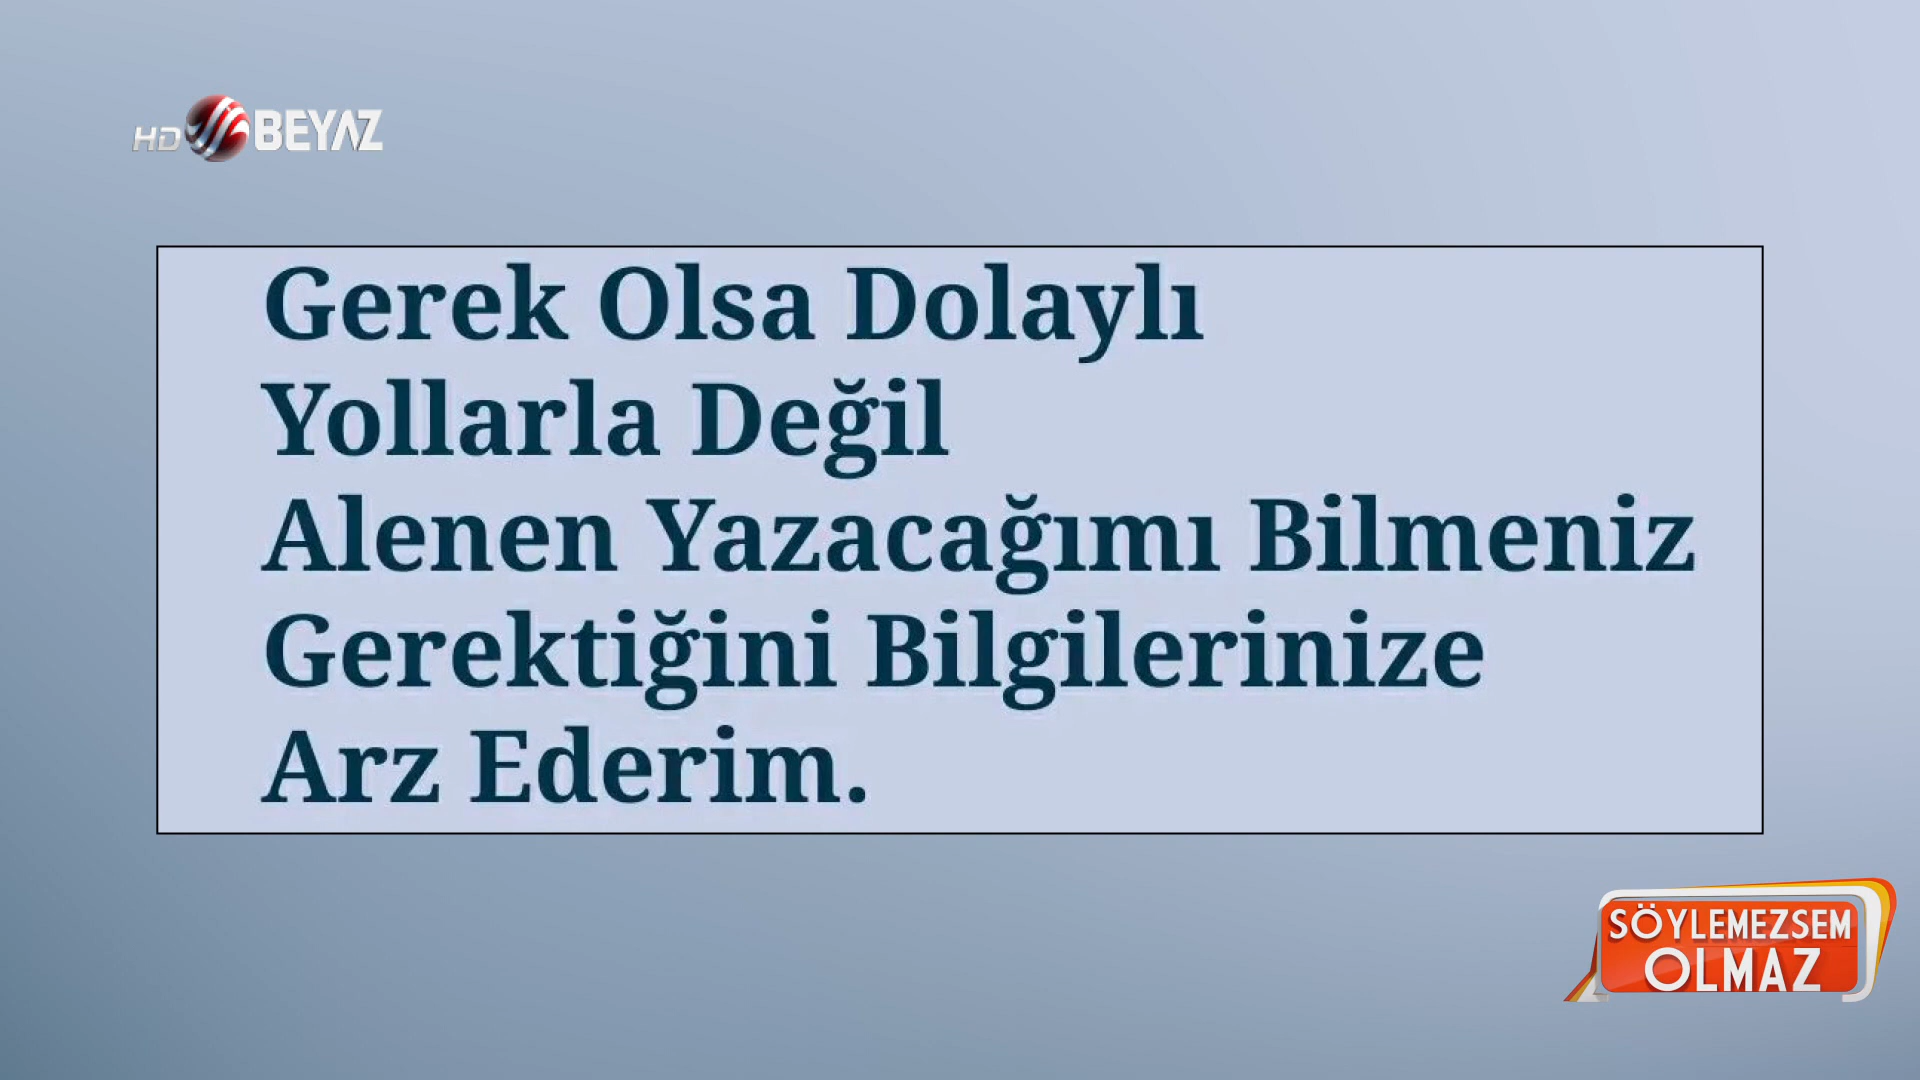 HD BEYAZ
Gerek Olsa Dolaylı
Yollarla Değil
Alenen Yazacağımı Bilmeniz
Gerektiğini Bilgilerinize
Arz Ederim.
SÖYLEMEZSEM
OLMAZ